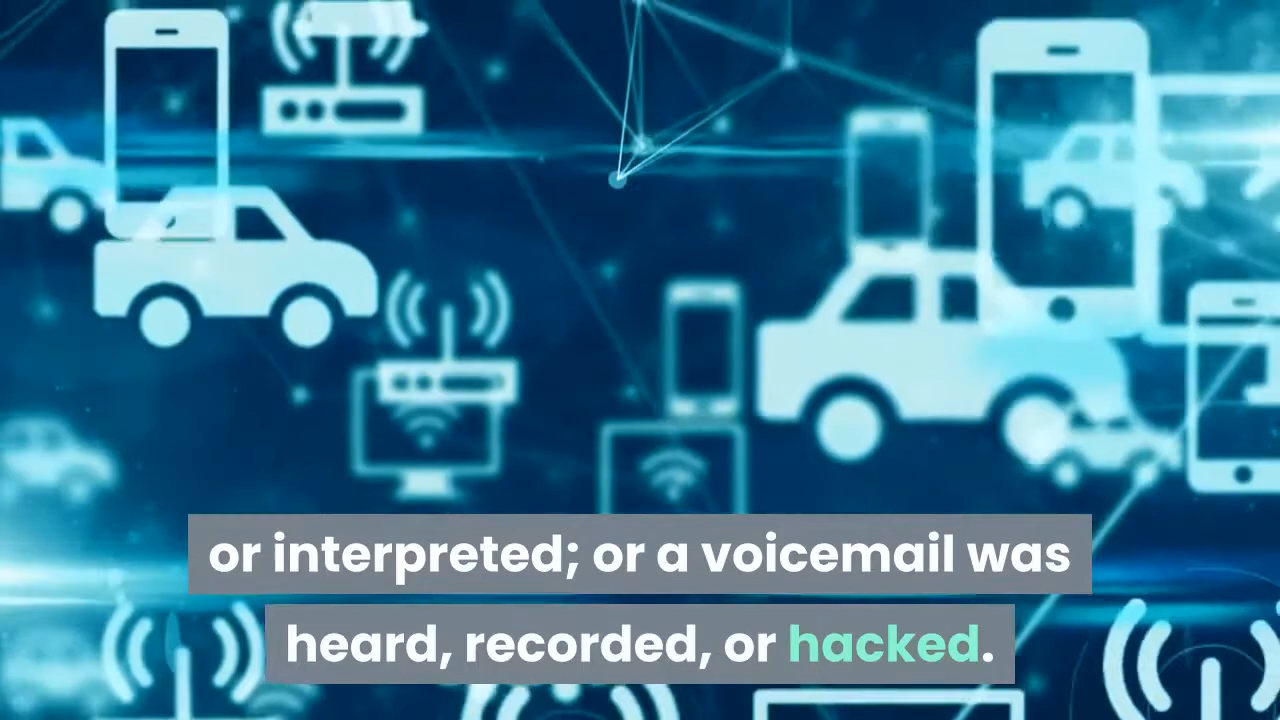 or interpreted; or a voicemail was
heard, recorded, or hacked.